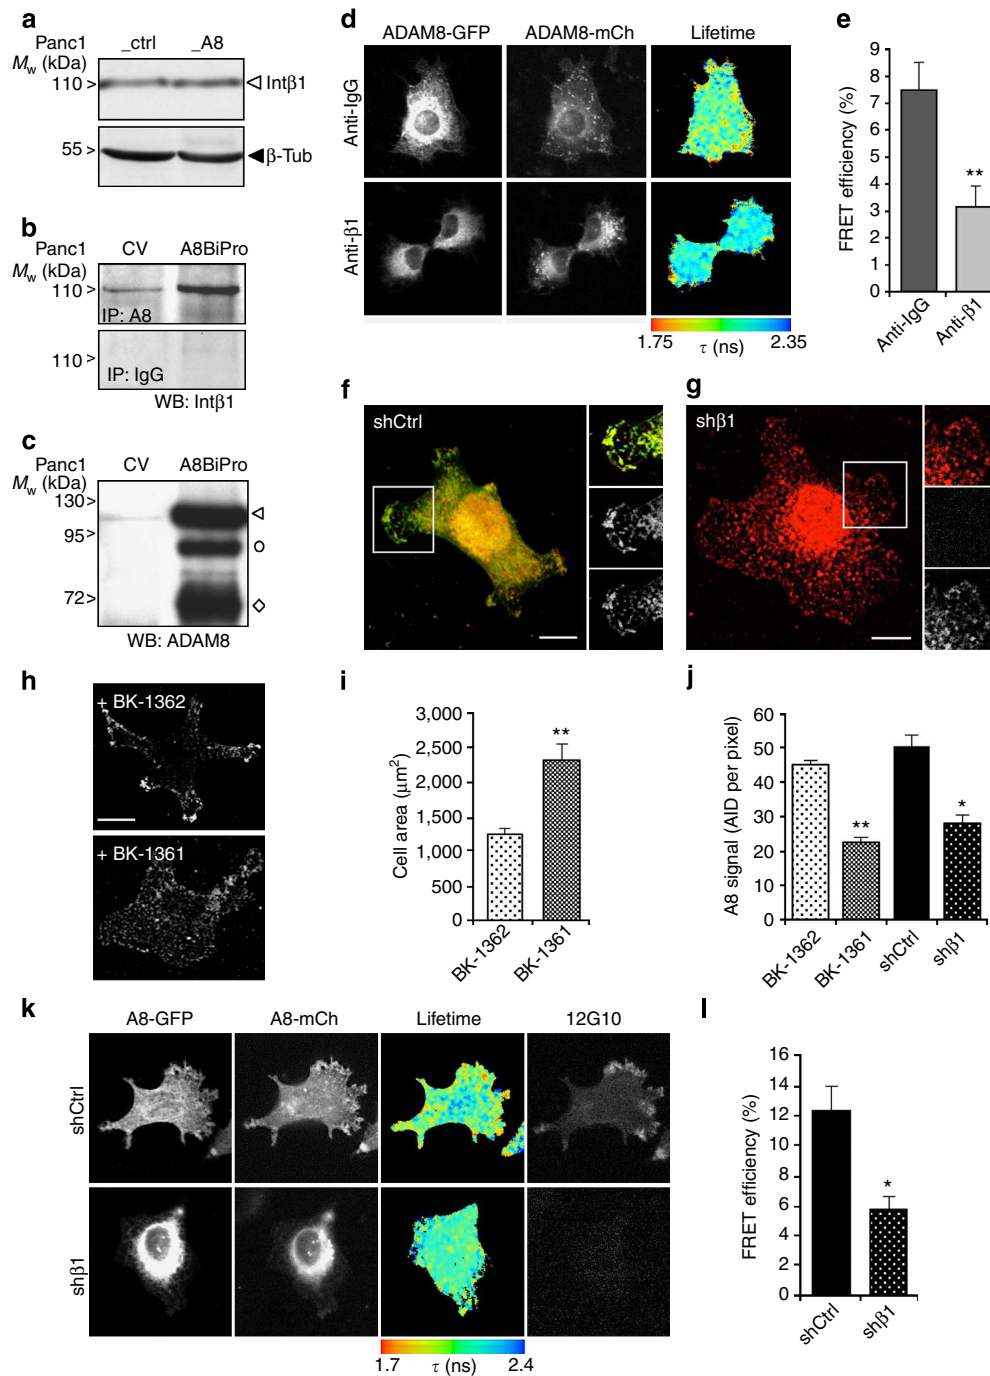 a
Panc1 _ctrl _A8
Mw (kDa)
110 > Intβ1
55 > β-Tub
b
Panc1 CV A8BiPro
Mw (kDa)
110 >
IP: A8
110 >
IP: IgG
WB: Intβ1
c
Panc1 CV A8BiPro
Mw (kDa)
130 >
95 >
72 >
WB: ADAM8
d
ADAM8-GFP ADAM8-mCh Lifetime
Anti-IgG
Anti-β1
1.75 τ (ns) 2.35
e
FRET efficiency (%)
9
8
7
6
5
4
3
2
1
0
**
Anti-IgG Anti-β1
f
shCtrl
g
shβ1
h
+ BK-1362
+ BK-1361
i
Cell area (μm²)
3,000
2,500
2,000
1,500
1,000
500
0
**
BK-1362 BK-1361
j
A8 signal (AID per pixel)
60
50
40
30
20
10
0
** *
BK-1362 BK-1361 shCtrl shβ1
k
A8-GFP A8-mCh Lifetime 12G10
shCtrl
shβ1
1.7 τ (ns) 2.4
l
FRET efficiency (%)
16
14
12
10
8
6
4
2
0
*
shCtrl shβ1